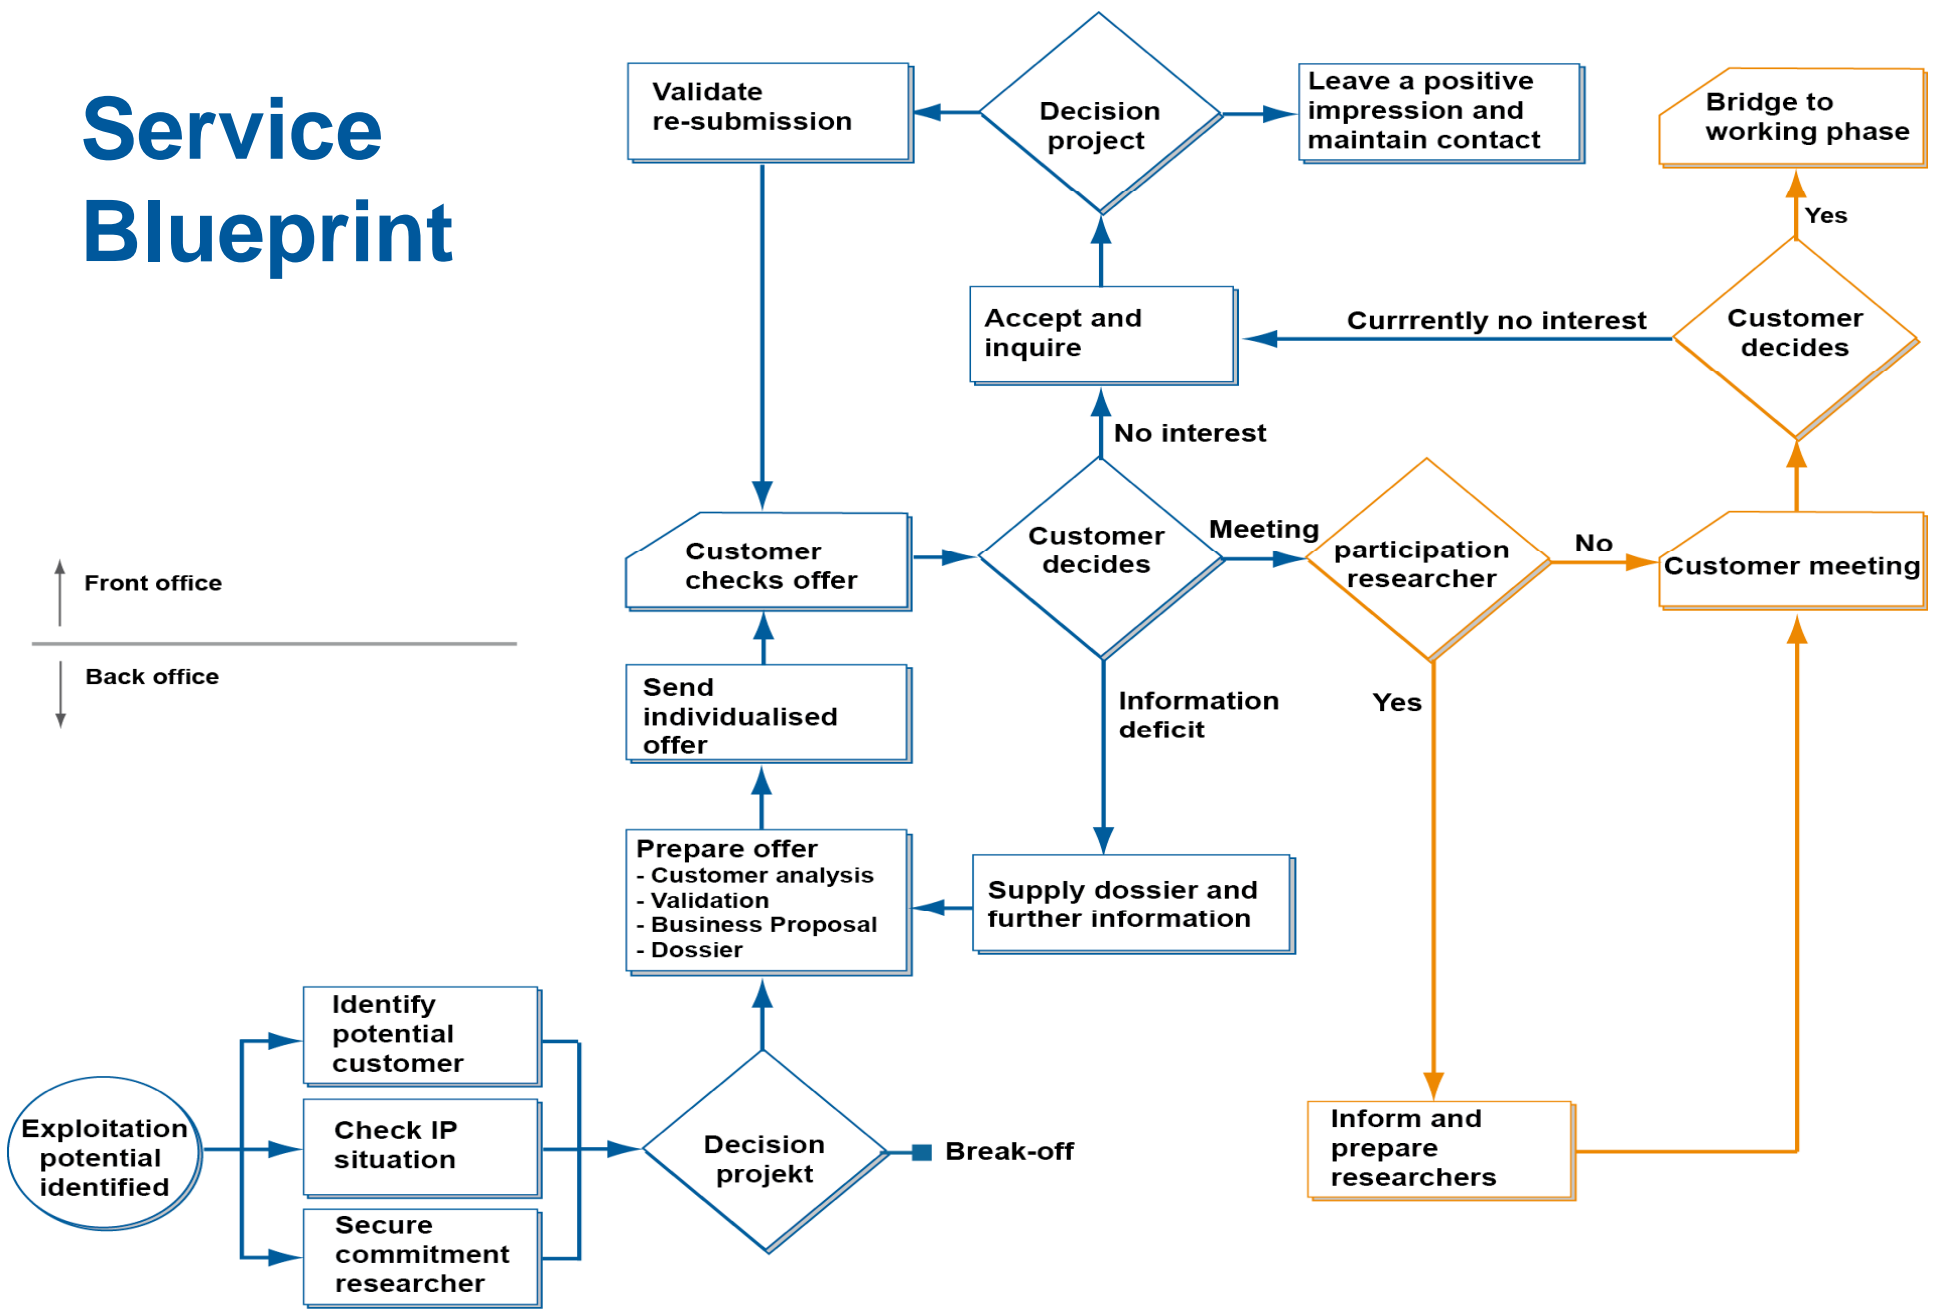 Service
Blueprint
Validate
re-submission
Decision
project
Leave a positive
impression and
maintain contact
Bridge to
working phase
Yes
Accept and
inquire
Currrently no interest
Customer
decides
No interest
Customer
checks offer
Customer
decides
Meeting
participation
researcher
No
Customer meeting
Front office
Back office
Send
individualised
offer
Information
deficit
Yes
Prepare offer
- Customer analysis
- Validation
- Business Proposal
- Dossier
Supply dossier and
further information
Identify
potential
customer
Exploitation
potential
identified
Check IP
situation
Secure
commitment
researcher
Decision
projekt
Break-off
Inform and
prepare
researchers